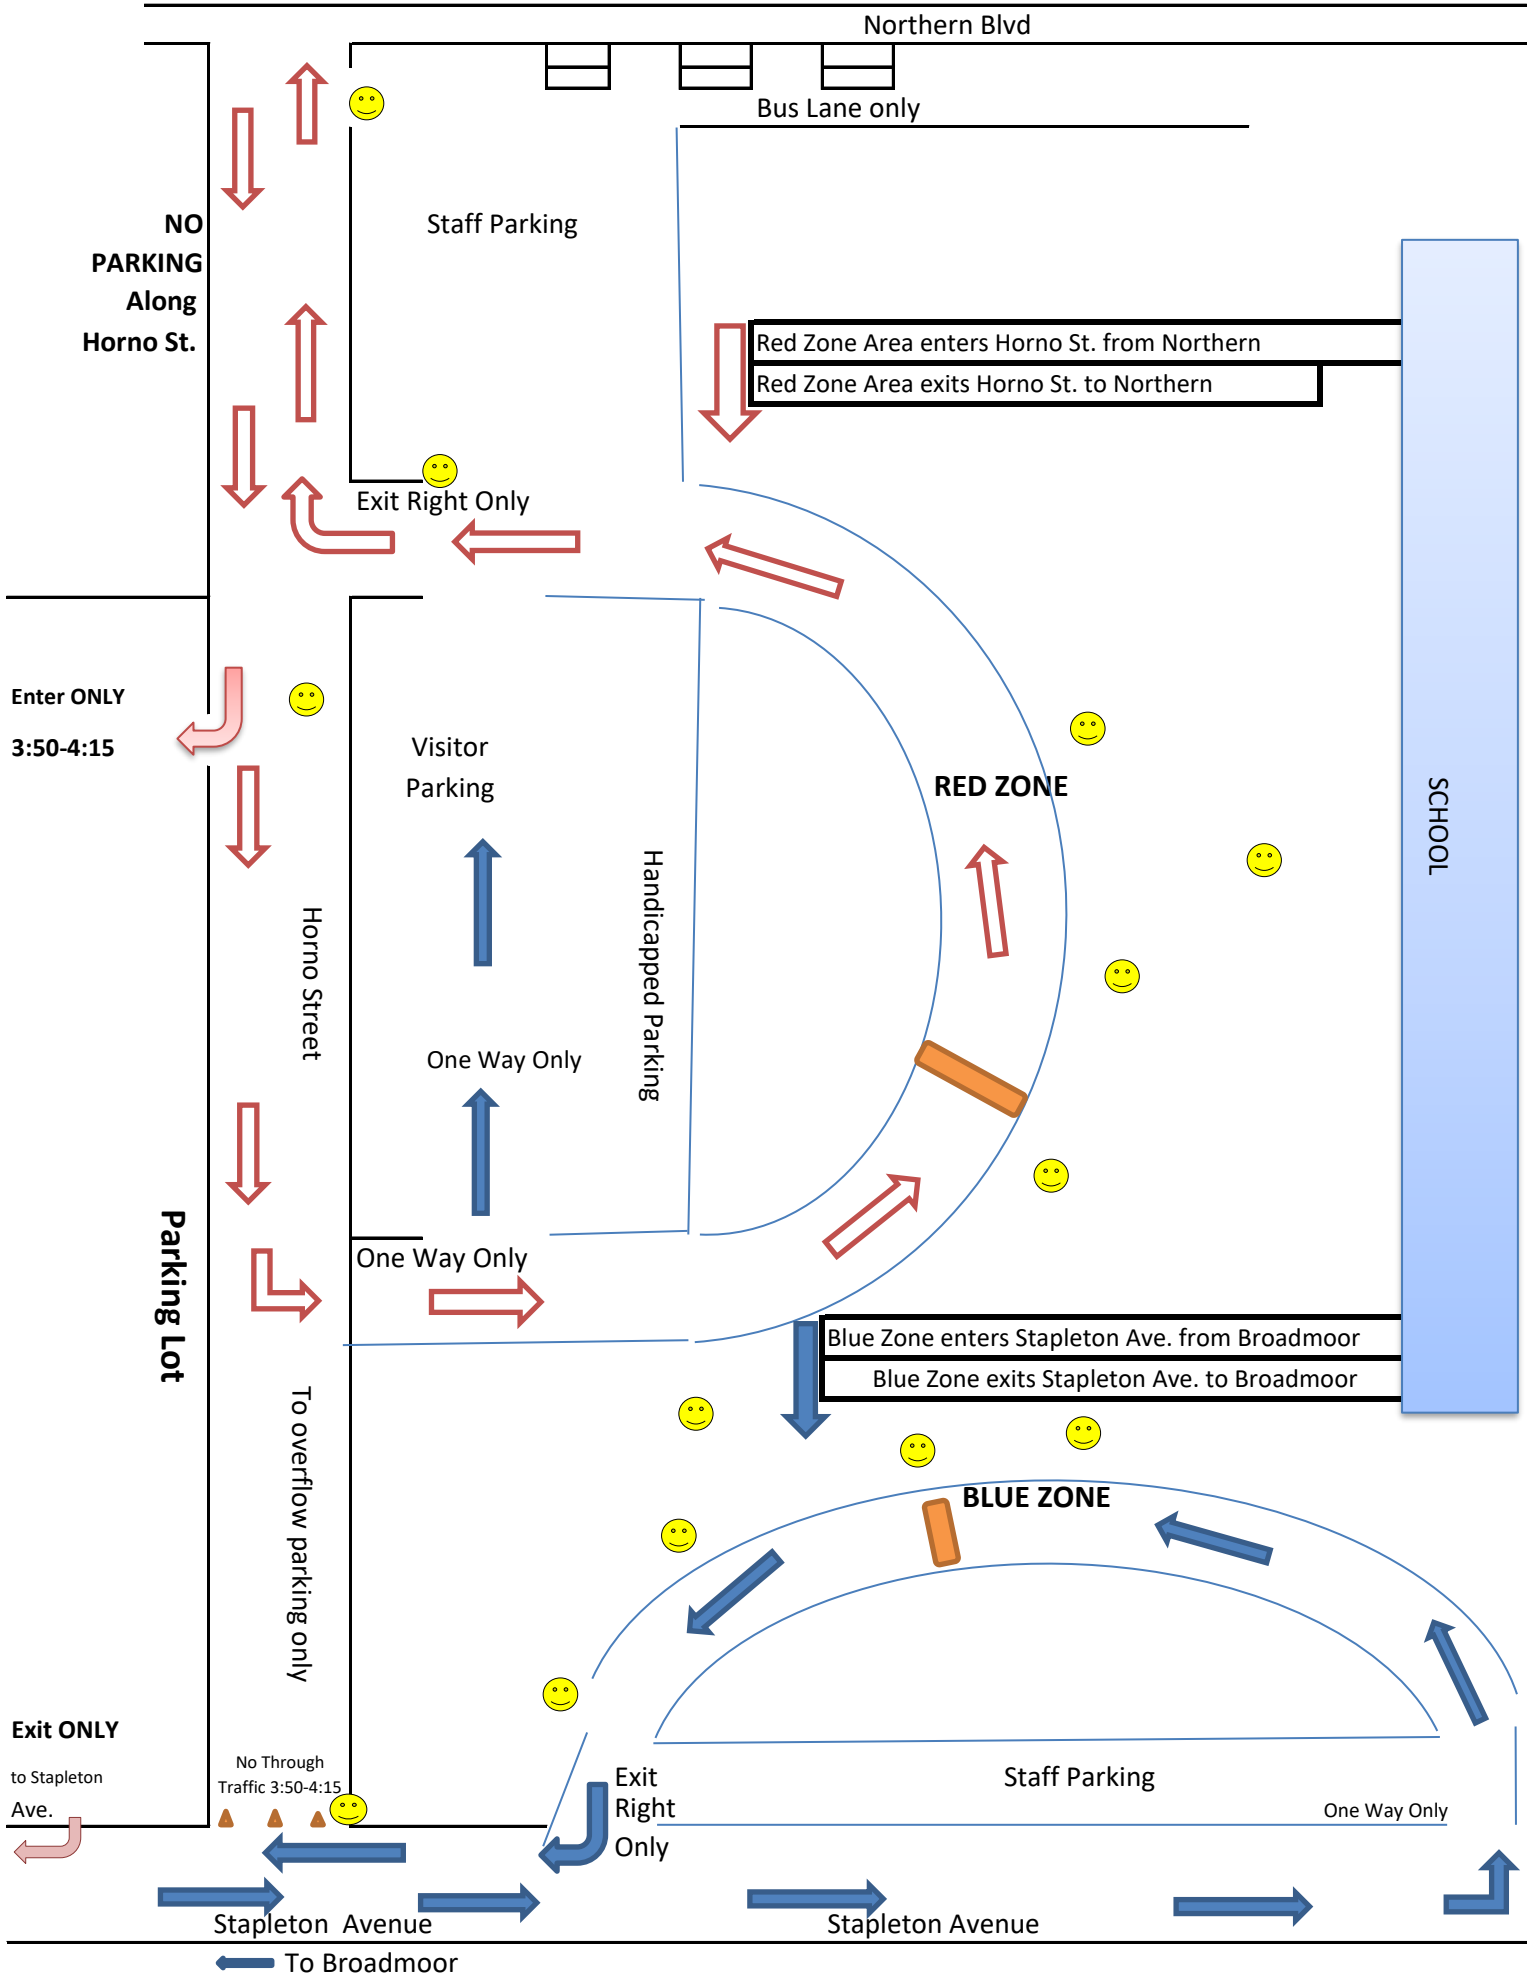 Northern Blvd
Bus Lane only
NO
PARKING
Along
Horno St.
Staff Parking
Red Zone Area enters Horno St. from Northern
Red Zone Area exits Horno St. to Northern
Exit Right Only
Enter ONLY
3:50-4:15
Visitor
Parking
RED ZONE
SCHOOL
Handicapped Parking
Horno Street
One Way Only
Parking Lot
One Way Only
Blue Zone enters Stapleton Ave. from Broadmoor
Blue Zone exits Stapleton Ave. to Broadmoor
To overflow parking only
BLUE ZONE
Exit ONLY
to Stapleton
Ave.
No Through
Traffic 3:50-4:15
Exit
Right
Only
Staff Parking
One Way Only
Stapleton Avenue
Stapleton Avenue
To Broadmoor